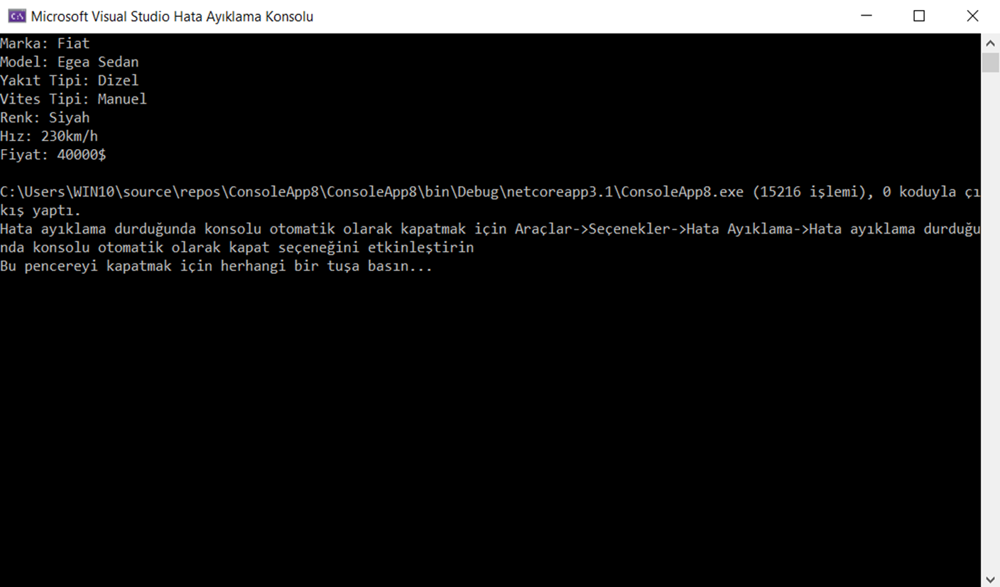 Microsoft Visual Studio Hata Ayıklama Konsolu
Marka: Fiat
Model: Egea Sedan
Yakıt Tipi: Dizel
Vites Tipi: Manuel
Renk: Siyah
Hız: 230km/h
Fiyat: 40000$
C:\Users\WIN10\source\repos\ConsoleApp8\ConsoleApp8\bin\Debug\netcoreapp3.1\ConsoleApp8.exe (15216 işlemi), 0 koduyla çı
kış yaptı.
Hata ayıklama durduğunda konsolu otomatik olarak kapatmak için Araçlar->Seçenekler->Hata Ayıklama->Hata ayıklama durduğu
nda konsolu otomatik olarak kapat seçeneğini etkinleştirin
Bu pencereyi kapatmak için herhangi bir tuşa basın...